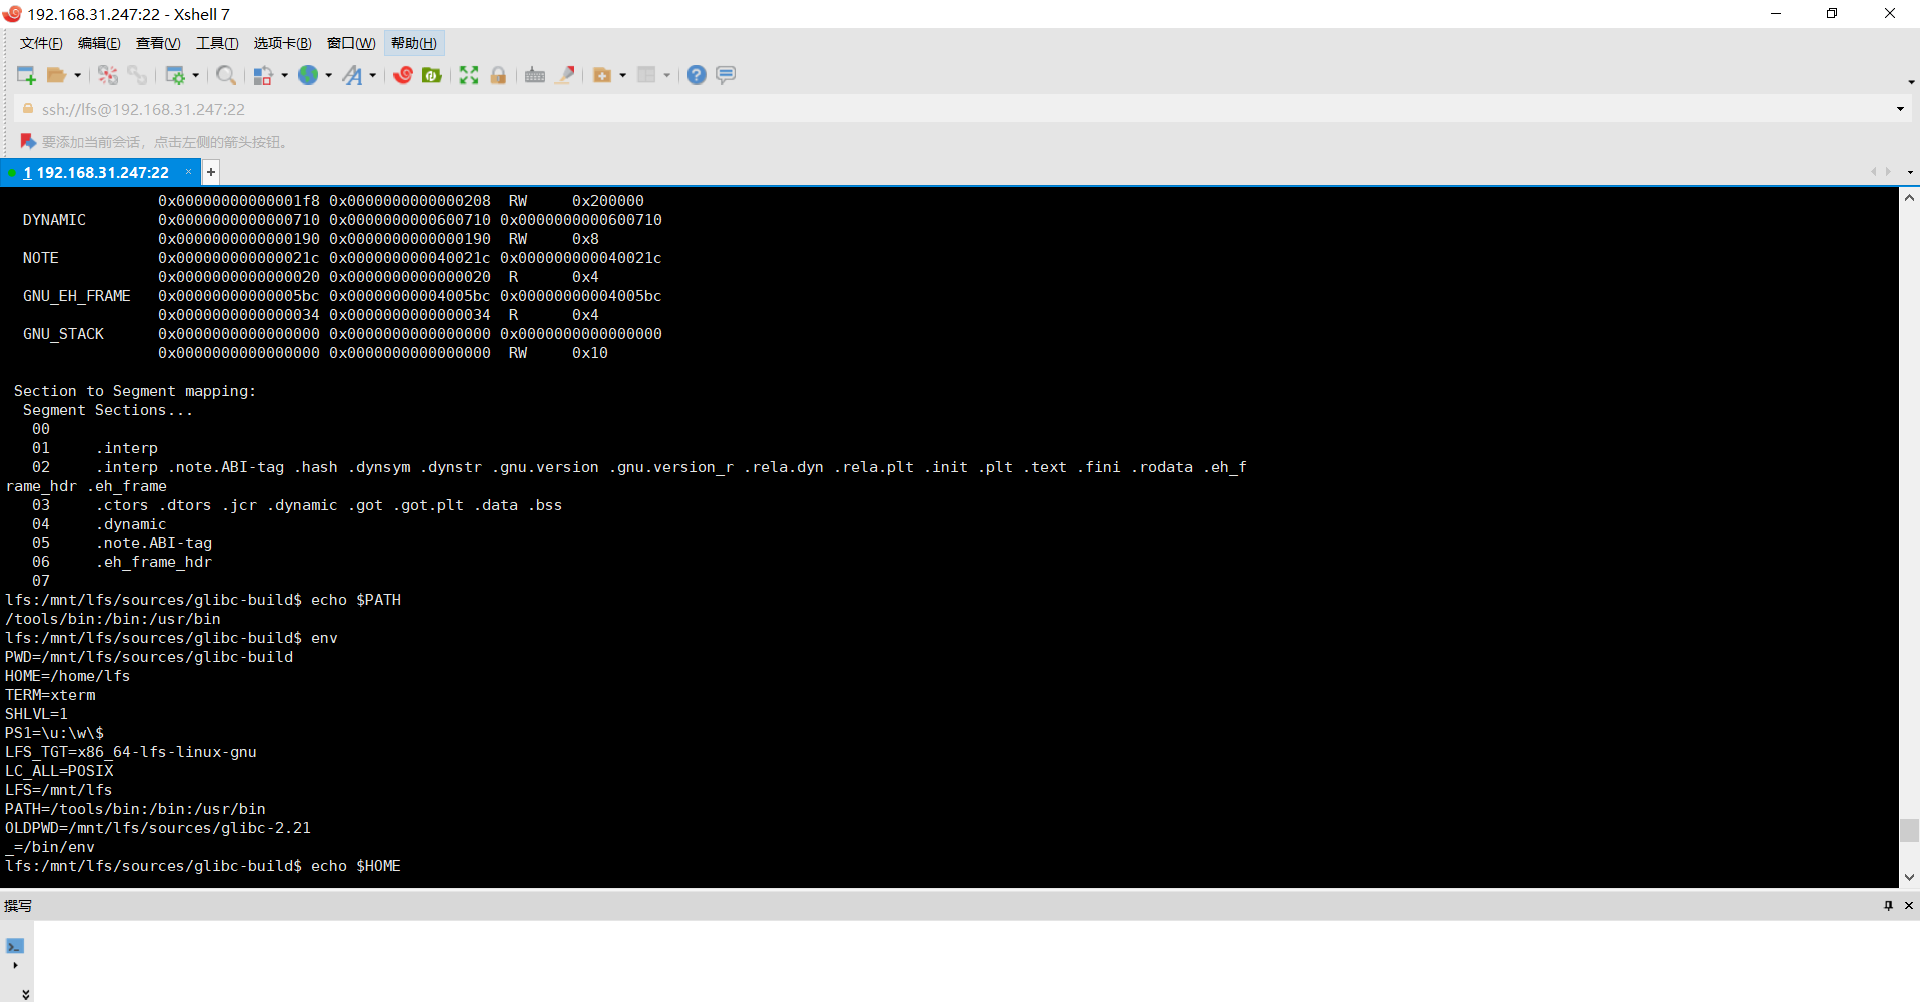 192.168.31.247:22 - Xshell 7
文件(F) 编辑(E) 查看(V) 工具(T) 选项卡(B) 窗口(W) 帮助(H)
ssh://lfs@192.168.31.247:22
要添加当前会话，点击左侧的箭头按钮。
1 192.168.31.247:22 × +
0x00000000000001f8 0x0000000000000208 RW 0x200000
DYNAMIC 0x0000000000000710 0x0000000000600710 0x0000000000600710
0x0000000000000190 0x0000000000000190 RW 0x8
NOTE 0x000000000000021c 0x000000000040021c 0x000000000040021c
0x0000000000000020 0x0000000000000020 R 0x4
GNU_EH_FRAME 0x00000000000005bc 0x00000000004005bc 0x00000000004005bc
0x0000000000000034 0x0000000000000034 R 0x4
GNU_STACK 0x0000000000000000 0x0000000000000000 0x0000000000000000
0x0000000000000000 0x0000000000000000 RW 0x10
Section to Segment mapping:
Segment Sections...
00
01 .interp
02 .interp .note.ABI-tag .hash .dynsym .dynstr .gnu.version .gnu.version_r .rela.dyn .rela.plt .init .plt .text .fini .rodata .eh_f
rame_hdr .eh_frame
03 .ctors .dtors .jcr .dynamic .got .got.plt .data .bss
04 .dynamic
05 .note.ABI-tag
06 .eh_frame_hdr
07
lfs:/mnt/lfs/sources/glibc-build$ echo $PATH
/tools/bin:/bin:/usr/bin
lfs:/mnt/lfs/sources/glibc-build$ env
PWD=/mnt/lfs/sources/glibc-build
HOME=/home/lfs
TERM=xterm
SHLVL=1
PS1=\u:\w\$
LFS_TGT=x86_64-lfs-linux-gnu
LC_ALL=POSIX
LFS=/mnt/lfs
PATH=/tools/bin:/bin:/usr/bin
OLDPWD=/mnt/lfs/sources/glibc-2.21
_=/bin/env
lfs:/mnt/lfs/sources/glibc-build$ echo $HOME
撰写